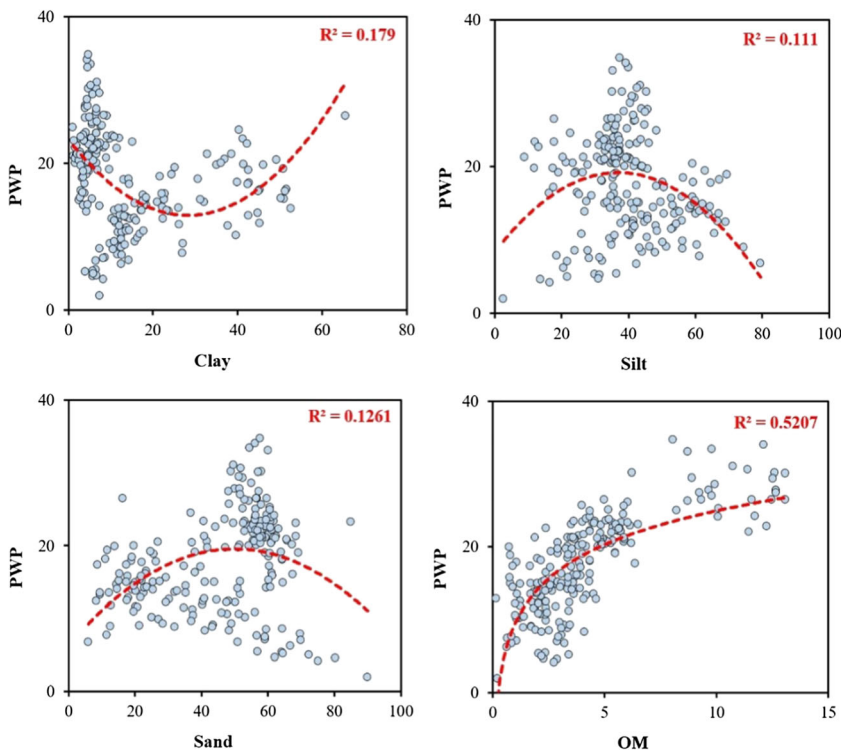 40
R² = 0.179
20
PWP
0
0 20 40 60 80
Clay
40
R² = 0.111
20
PWP
0
0 20 40 60 80 100
Silt
40
R² = 0.1261
20
PWP
0
0 20 40 60 80 100
Sand
40
R² = 0.5207
20
PWP
0
0 5 10 15
OM